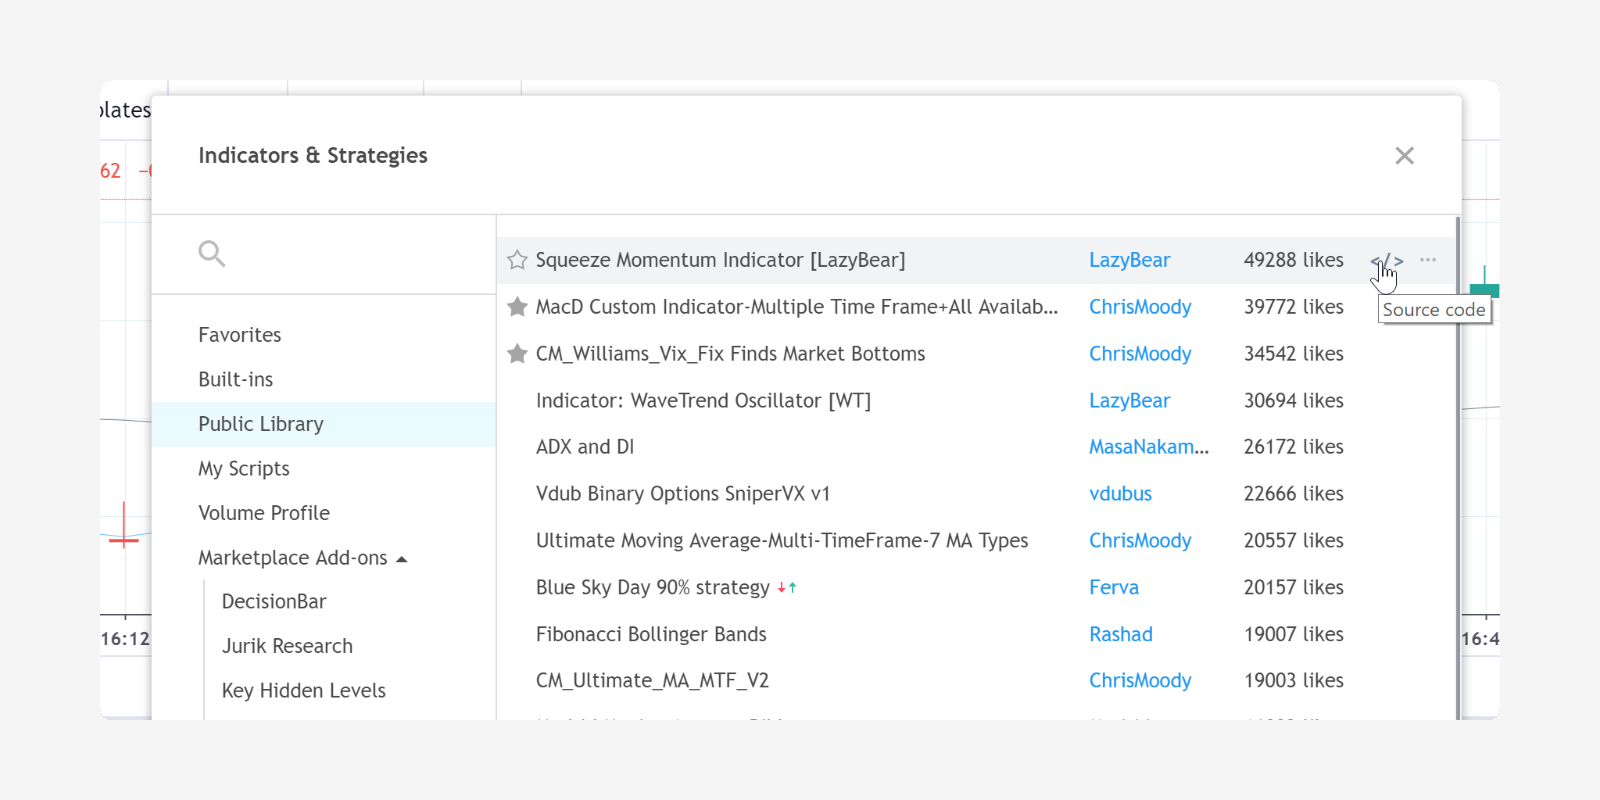 plates
62 −0
Indicators & Strategies
Favorites
Built-ins
Public Library
My Scripts
Volume Profile
Marketplace Add-ons
DecisionBar
Jurik Research
Key Hidden Levels
Squeeze Momentum Indicator [LazyBear] LazyBear 49288 likes </> ...
Source code
MacD Custom Indicator-Multiple Time Frame+All Availab... ChrisMoody 39772 likes
CM_Williams_Vix_Fix Finds Market Bottoms ChrisMoody 34542 likes
Indicator: WaveTrend Oscillator [WT] LazyBear 30694 likes
ADX and DI MasaNakam... 26172 likes
Vdub Binary Options SniperVX v1 vdubus 22666 likes
Ultimate Moving Average-Multi-TimeFrame-7 MA Types ChrisMoody 20557 likes
Blue Sky Day 90% strategy Ferva 20157 likes
Fibonacci Bollinger Bands Rashad 19007 likes
CM_Ultimate_MA_MTF_V2 ChrisMoody 19003 likes
16:12
16:4